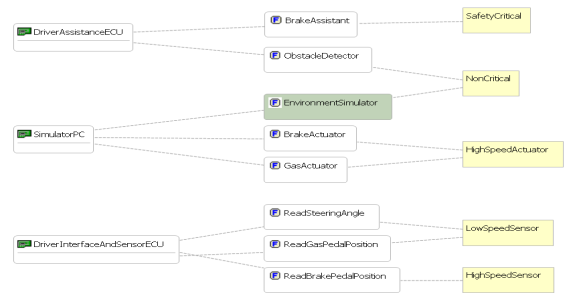 DriverAssistanceECU
BrakeAssistant
SafetyCritical
ObstacleDetector
NonCritical
EnvironmentSimulator
SimulatorPC
BrakeActuator
HighSpeedActuator
GasActuator
ReadSteeringAngle
LowSpeedSensor
DriverInterfaceAndSensorECU
ReadGasPedalPosition
ReadBrakePedalPosition
HighSpeedSensor